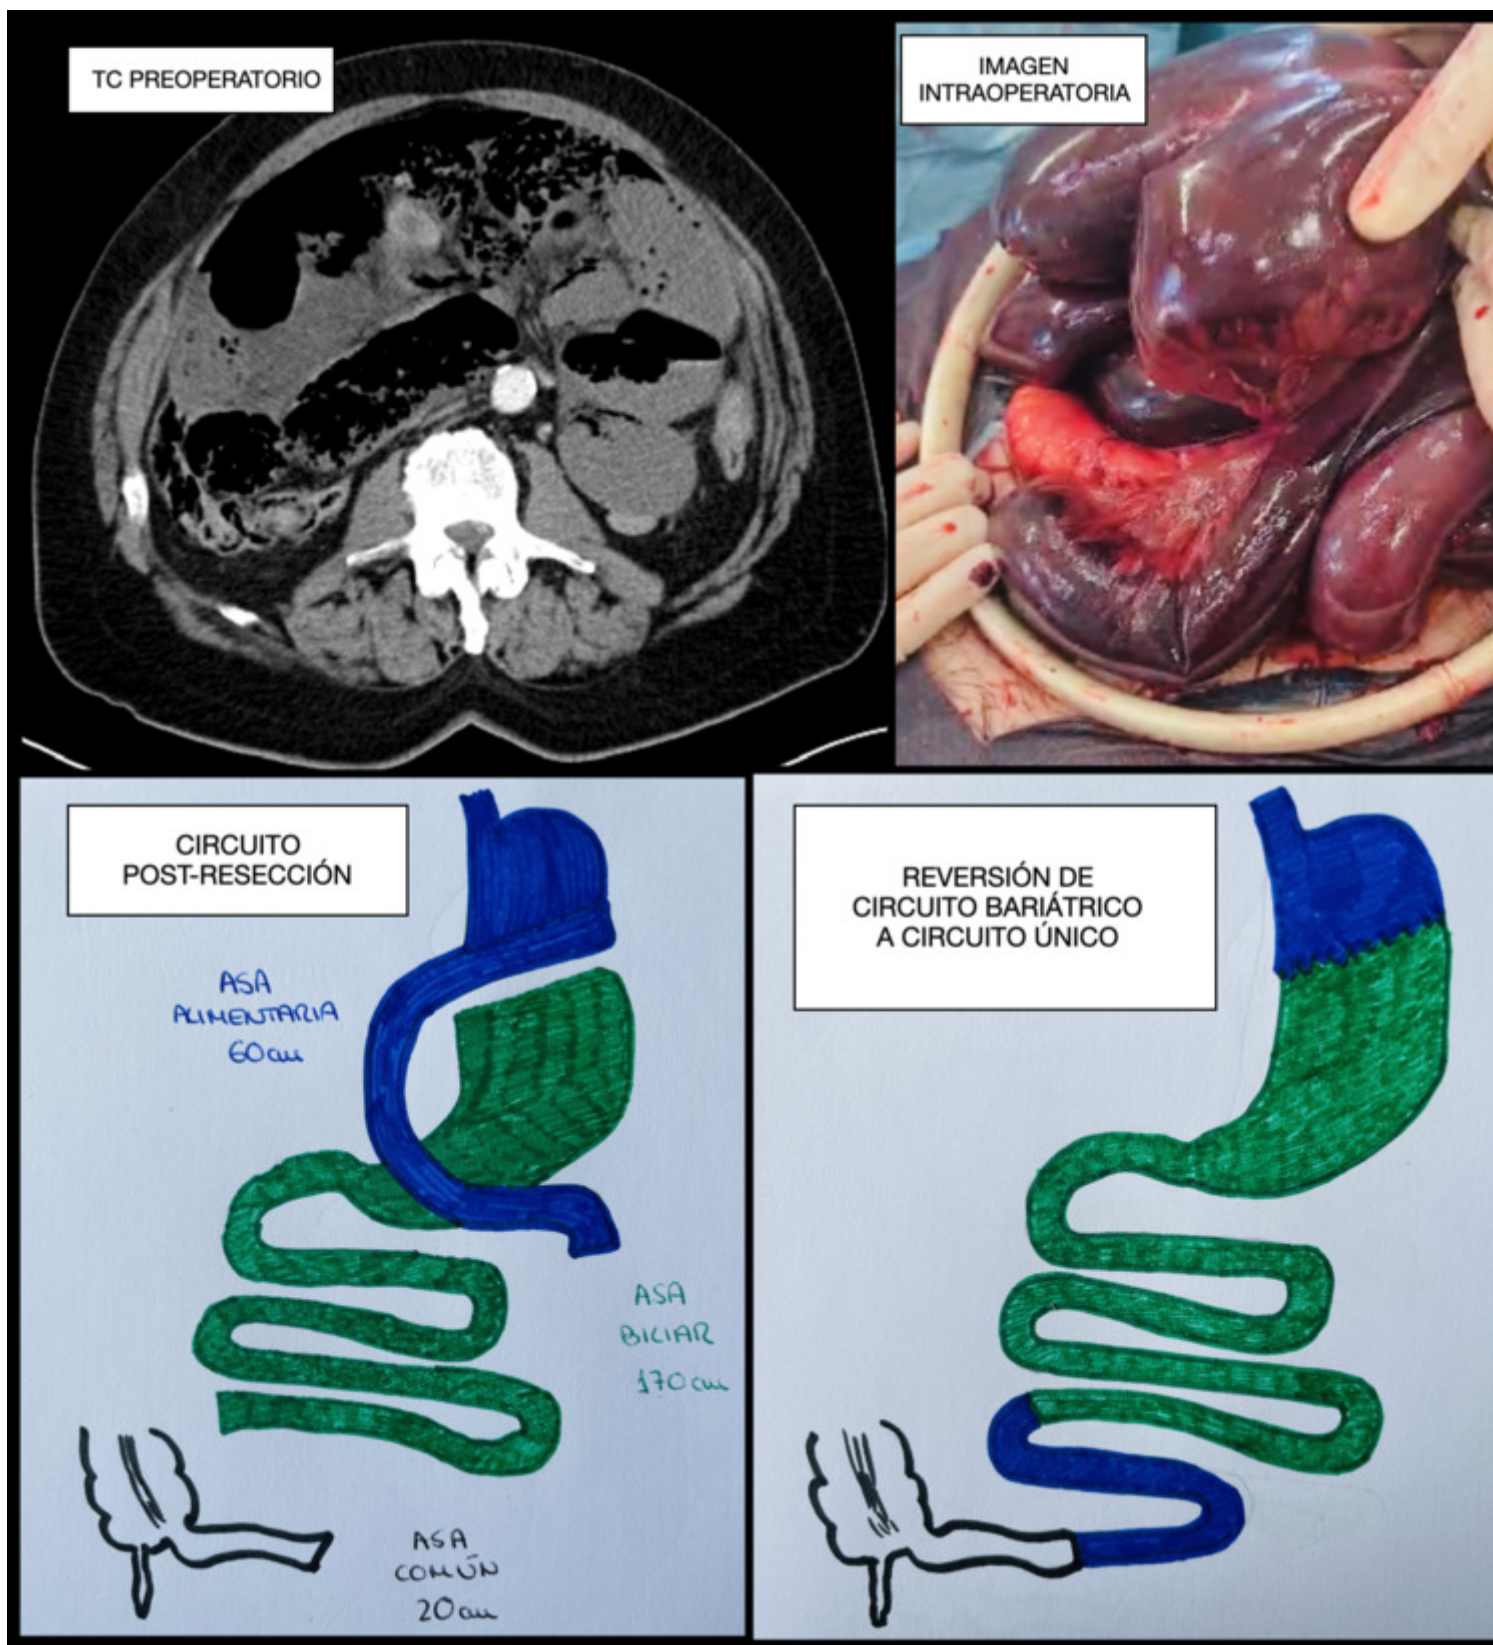 TC PREOPERATORIO
IMAGEN
INTRAOPERATORIA
CIRCUITO
POST-RESECCIÓN
ASA
ALIMENTARIA
60cm
ASA
BILIAR
170cm
ASA
COMÚN
20cm
REVERSIÓN DE
CIRCUITO BARIÁTRICO
A CIRCUITO ÚNICO